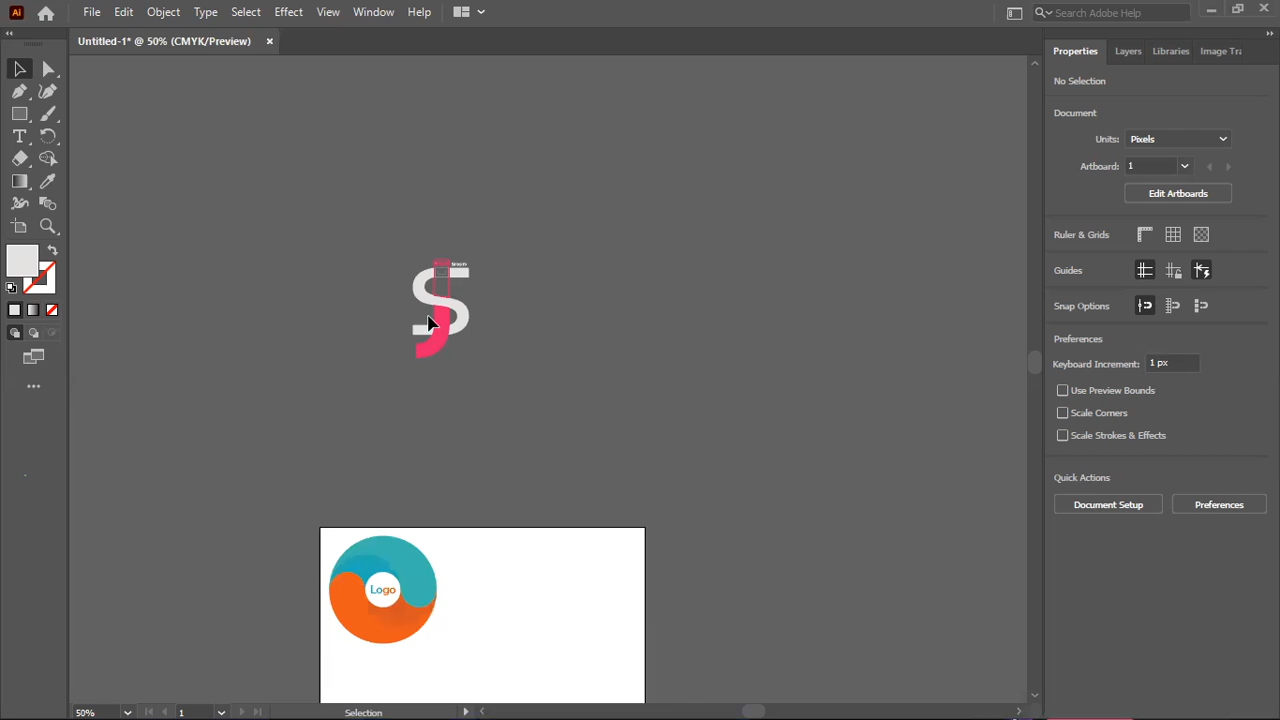 File Edit Object Type Select Effect View Window Help
Search Adobe Help
Untitled-1* @ 50% (CMYK/Preview)
Properties Layers Libraries Image Tra
No Selection
Document
Units: Pixels
Artboard: 1
Edit Artboards
Ruler & Grids
Guides
Snap Options
Preferences
Keyboard Increment: 1 px
Use Preview Bounds
Scale Corners
Scale Strokes & Effects
Quick Actions
Document Setup Preferences
SJ
Logo
50% 1 Selection